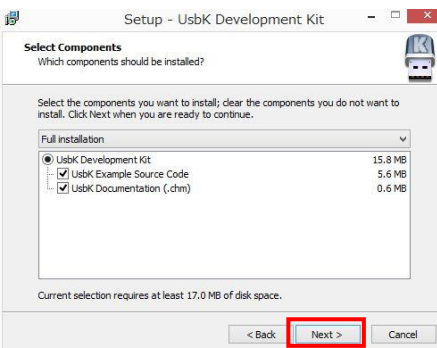 Setup - UsbK Development Kit
Select Components
Which components should be installed?
Select the components you want to install; clear the components you do not want to
install. Click Next when you are ready to continue.
Full installation
UsbK Development Kit 15.8 MB
UsbK Example Source Code 5.6 MB
UsbK Documentation (.chm) 0.6 MB
Current selection requires at least 17.0 MB of disk space.
< Back Next > Cancel